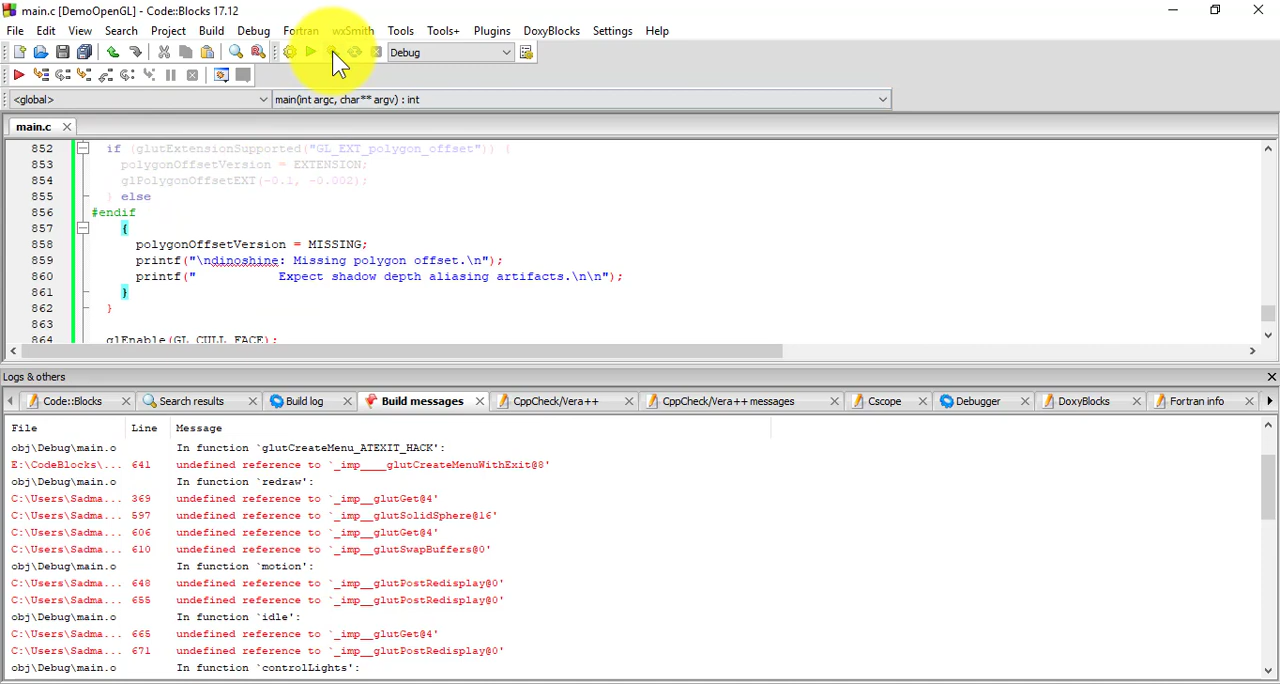 main.c [DemoOpenGL] - Code::Blocks 17.12
File Edit View Search Project Build Debug Fortran wxSmith Tools Tools+ Plugins DoxyBlocks Settings Help
Debug
<global> main(int argc, char** argv) : int
main.c
852 if (glutExtensionSupported("GL_EXT_polygon_offset")) {
853 polygonOffsetVersion = EXTENSION;
854 glPolygonOffsetEXT(-0.1, -0.002);
855 } else
856 #endif
857 {
858 polygonOffsetVersion = MISSING;
859 printf("\ndinoshine: Missing polygon offset.\n");
860 printf("           Expect shadow depth aliasing artifacts.\n\n");
861 }
862 }
863
864 glEnable(GL_CULL_FACE);
Logs & others
Code::Blocks Search results Build log Build messages CppCheck/Vera++ CppCheck/Vera++ messages Cscope Debugger DoxyBlocks Fortran info
File Line Message
obj\Debug\main.o In function `glutCreateMenu_ATEXIT_HACK':
E:\CodeBlocks\... 641 undefined reference to `_imp____glutCreateMenuWithExit@8'
obj\Debug\main.o In function `redraw':
C:\Users\Sadma... 369 undefined reference to `_imp__glutGet@4'
C:\Users\Sadma... 597 undefined reference to `_imp__glutSolidSphere@16'
C:\Users\Sadma... 606 undefined reference to `_imp__glutGet@4'
C:\Users\Sadma... 610 undefined reference to `_imp__glutSwapBuffers@0'
obj\Debug\main.o In function `motion':
C:\Users\Sadma... 648 undefined reference to `_imp__glutPostRedisplay@0'
C:\Users\Sadma... 655 undefined reference to `_imp__glutPostRedisplay@0'
obj\Debug\main.o In function `idle':
C:\Users\Sadma... 665 undefined reference to `_imp__glutGet@4'
C:\Users\Sadma... 671 undefined reference to `_imp__glutPostRedisplay@0'
obj\Debug\main.o In function `controlLights':